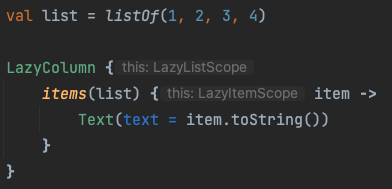 val list = listOf(1, 2, 3, 4)
LazyColumn { this: LazyListScope
items(list) { this: LazyItemScope item ->
Text(text = item.toString())
}
}